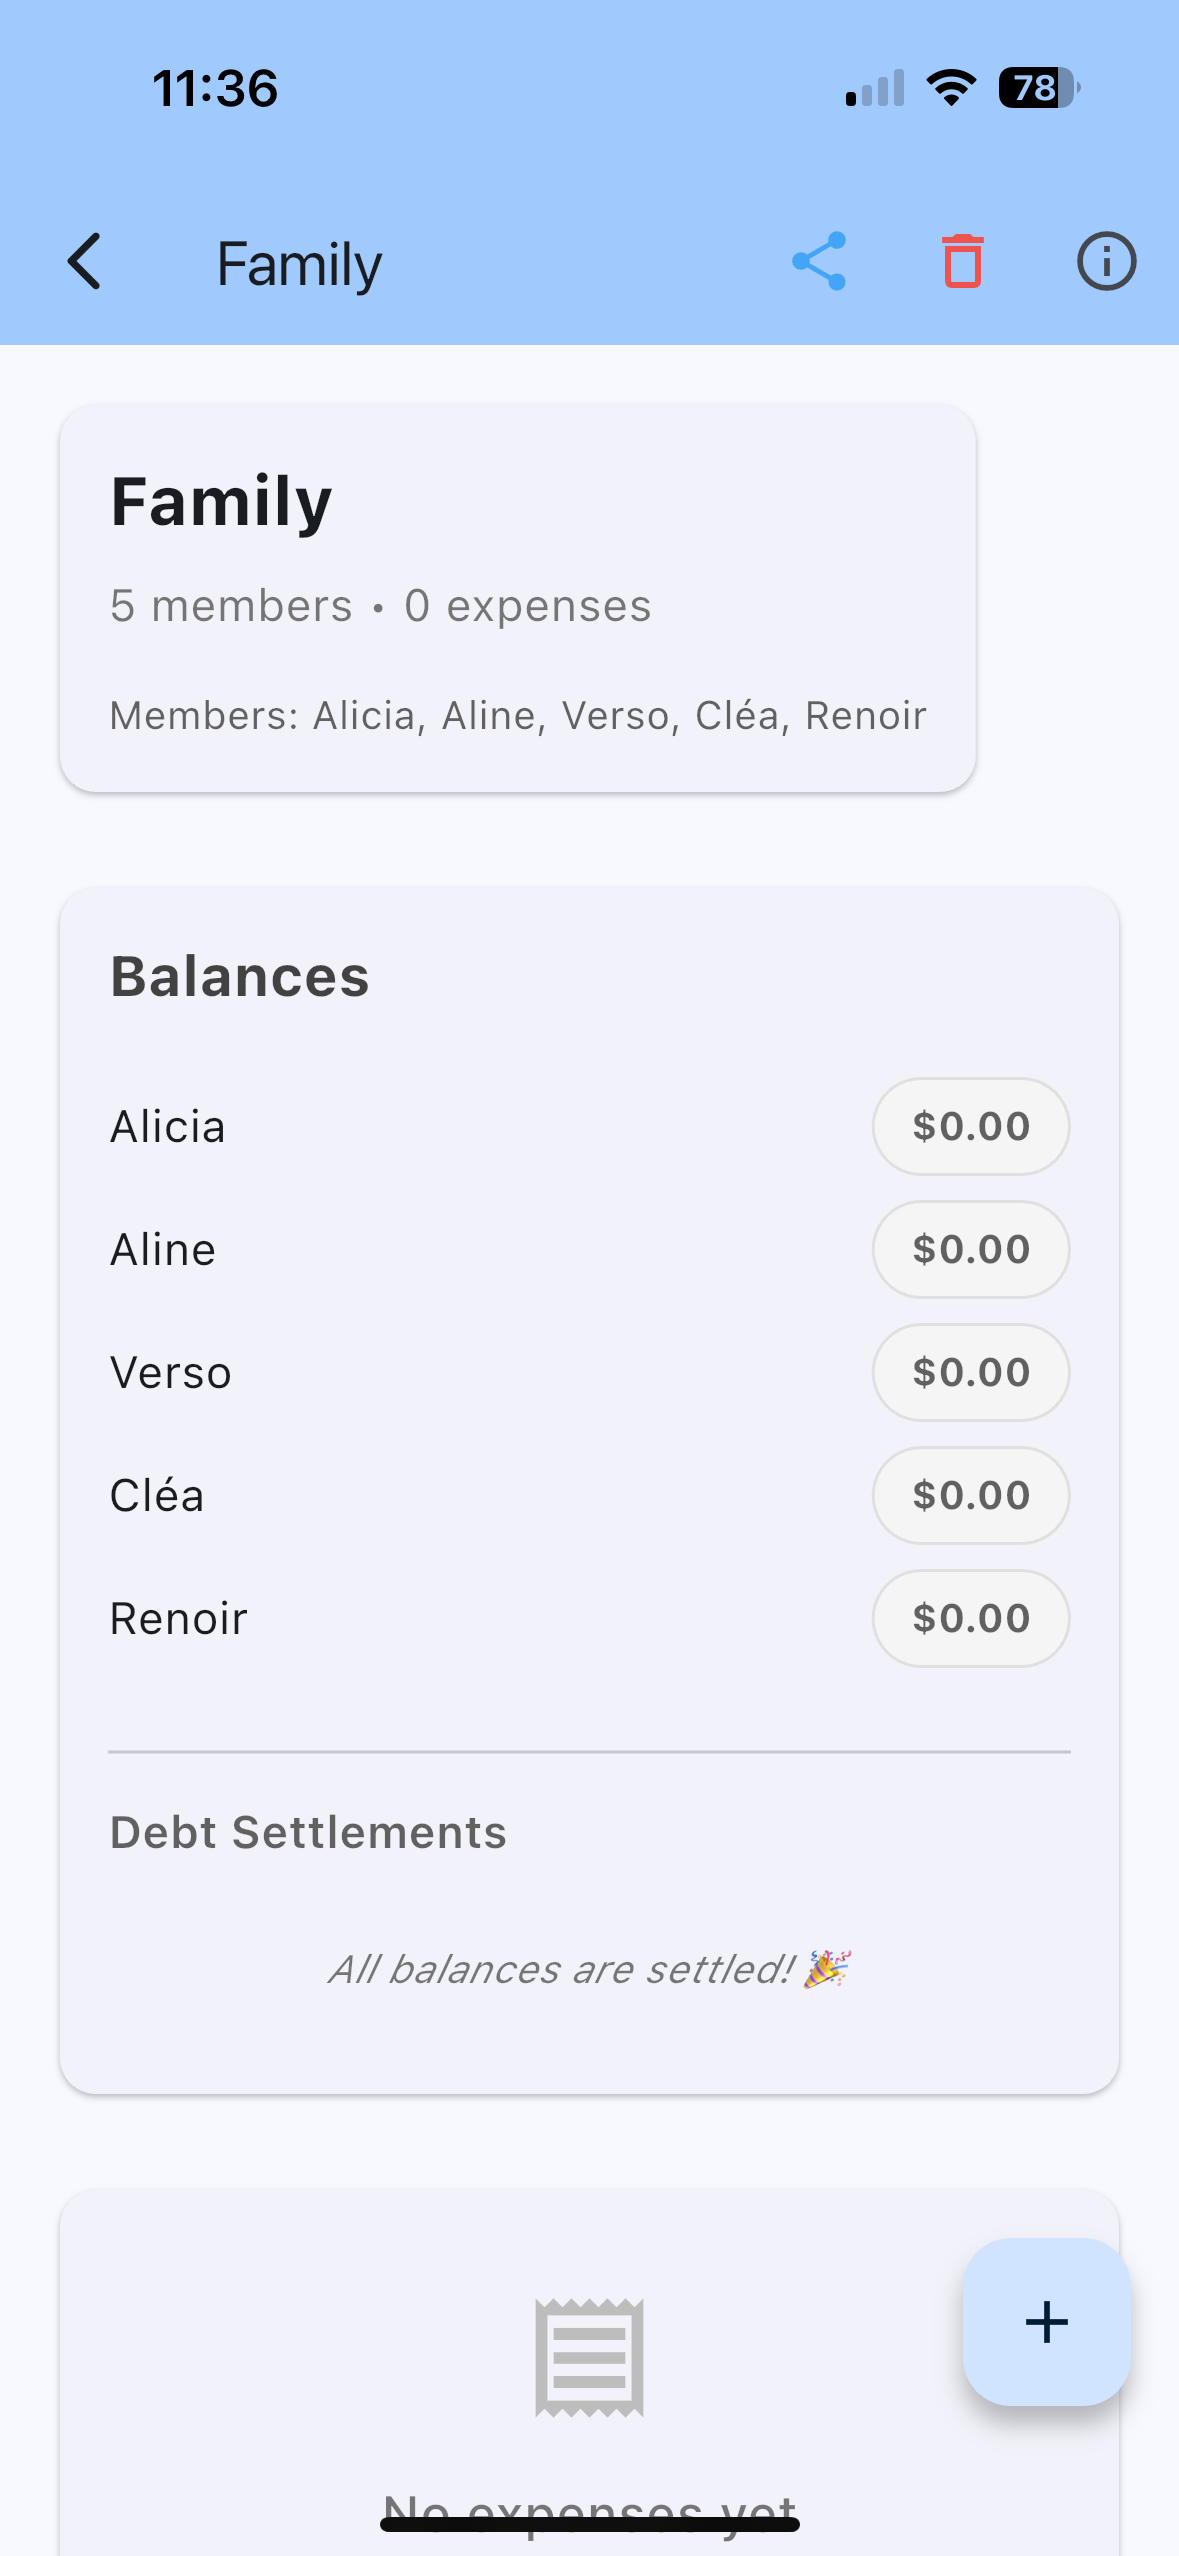 11:36
78
Family
Family
5 members • 0 expenses
Members: Alicia, Aline, Verso, Cléa, Renoir
Balances
Alicia $0.00
Aline $0.00
Verso $0.00
Cléa $0.00
Renoir $0.00
Debt Settlements
All balances are settled! 🎉
No expenses yet